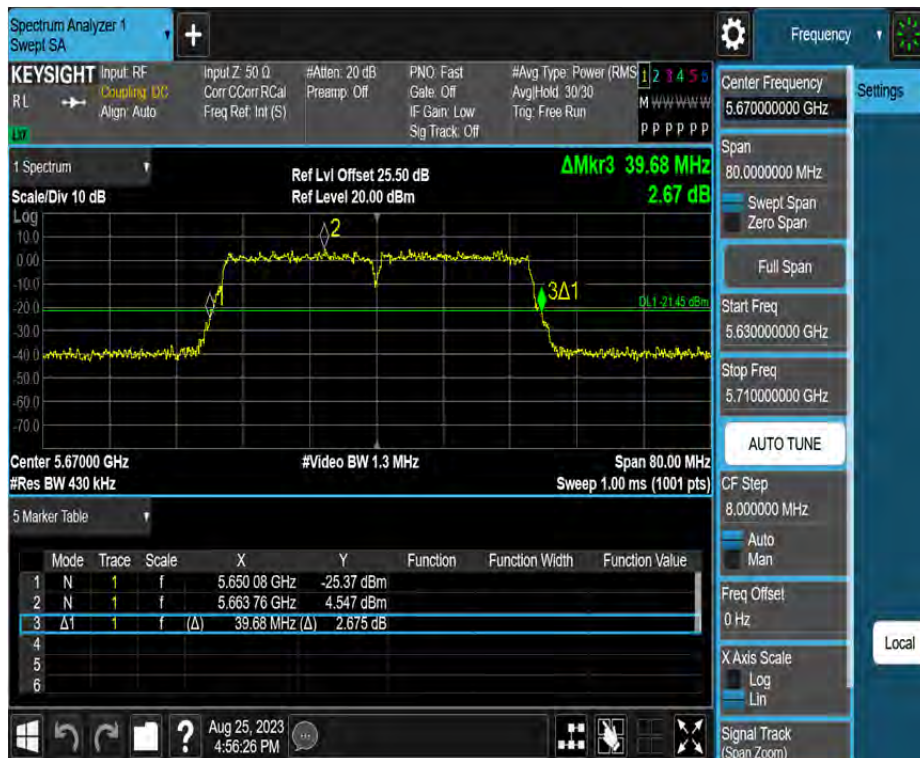 Spectrum Analyzer 1
Swept SA
+
Frequency
KEYSIGHT
RL
LXI
Input: RF
Coupling: DC
Align: Auto
Input Z: 50 Ω
Corr CCorr RCal
Freq Ref: Int (S)
#Atten: 20 dB
Preamp: Off
PNO: Fast
Gate: Off
IF Gain: Low
Sig Track: Off
#Avg Type: Power (RMS
Avg|Hold: 30/30
Trig: Free Run
1 2 3 4 5 6
M W W W W W
P P P P P P
Center Frequency
5.670000000 GHz
Settings
Span
80.0000000 MHz
Swept Span
Zero Span
Full Span
Start Freq
5.630000000 GHz
Stop Freq
5.710000000 GHz
AUTO TUNE
CF Step
8.000000 MHz
Auto
Man
Freq Offset
0 Hz
X Axis Scale
Log
Lin
Signal Track
(Span Zoom)
Local
1 Spectrum
Scale/Div 10 dB
Ref Lvl Offset 25.50 dB
Ref Level 20.00 dBm
ΔMkr3 39.68 MHz
2.67 dB
Log
10.0
0.00
-10.0
-20.0
-30.0
-40.0
-50.0
-60.0
-70.0
2
3Δ1
DL1 -21.45 dBm
Center 5.67000 GHz
#Video BW 1.3 MHz
Span 80.00 MHz
#Res BW 430 kHz
Sweep 1.00 ms (1001 pts)
5 Marker Table
Mode Trace Scale X Y Function Function Width Function Value
1 N 1 f 5.650 08 GHz -25.37 dBm
2 N 1 f 5.663 76 GHz 4.547 dBm
3 Δ1 1 f (Δ) 39.68 MHz (Δ) 2.675 dB
4
5
6
?
Aug 25, 2023
4:56:26 PM